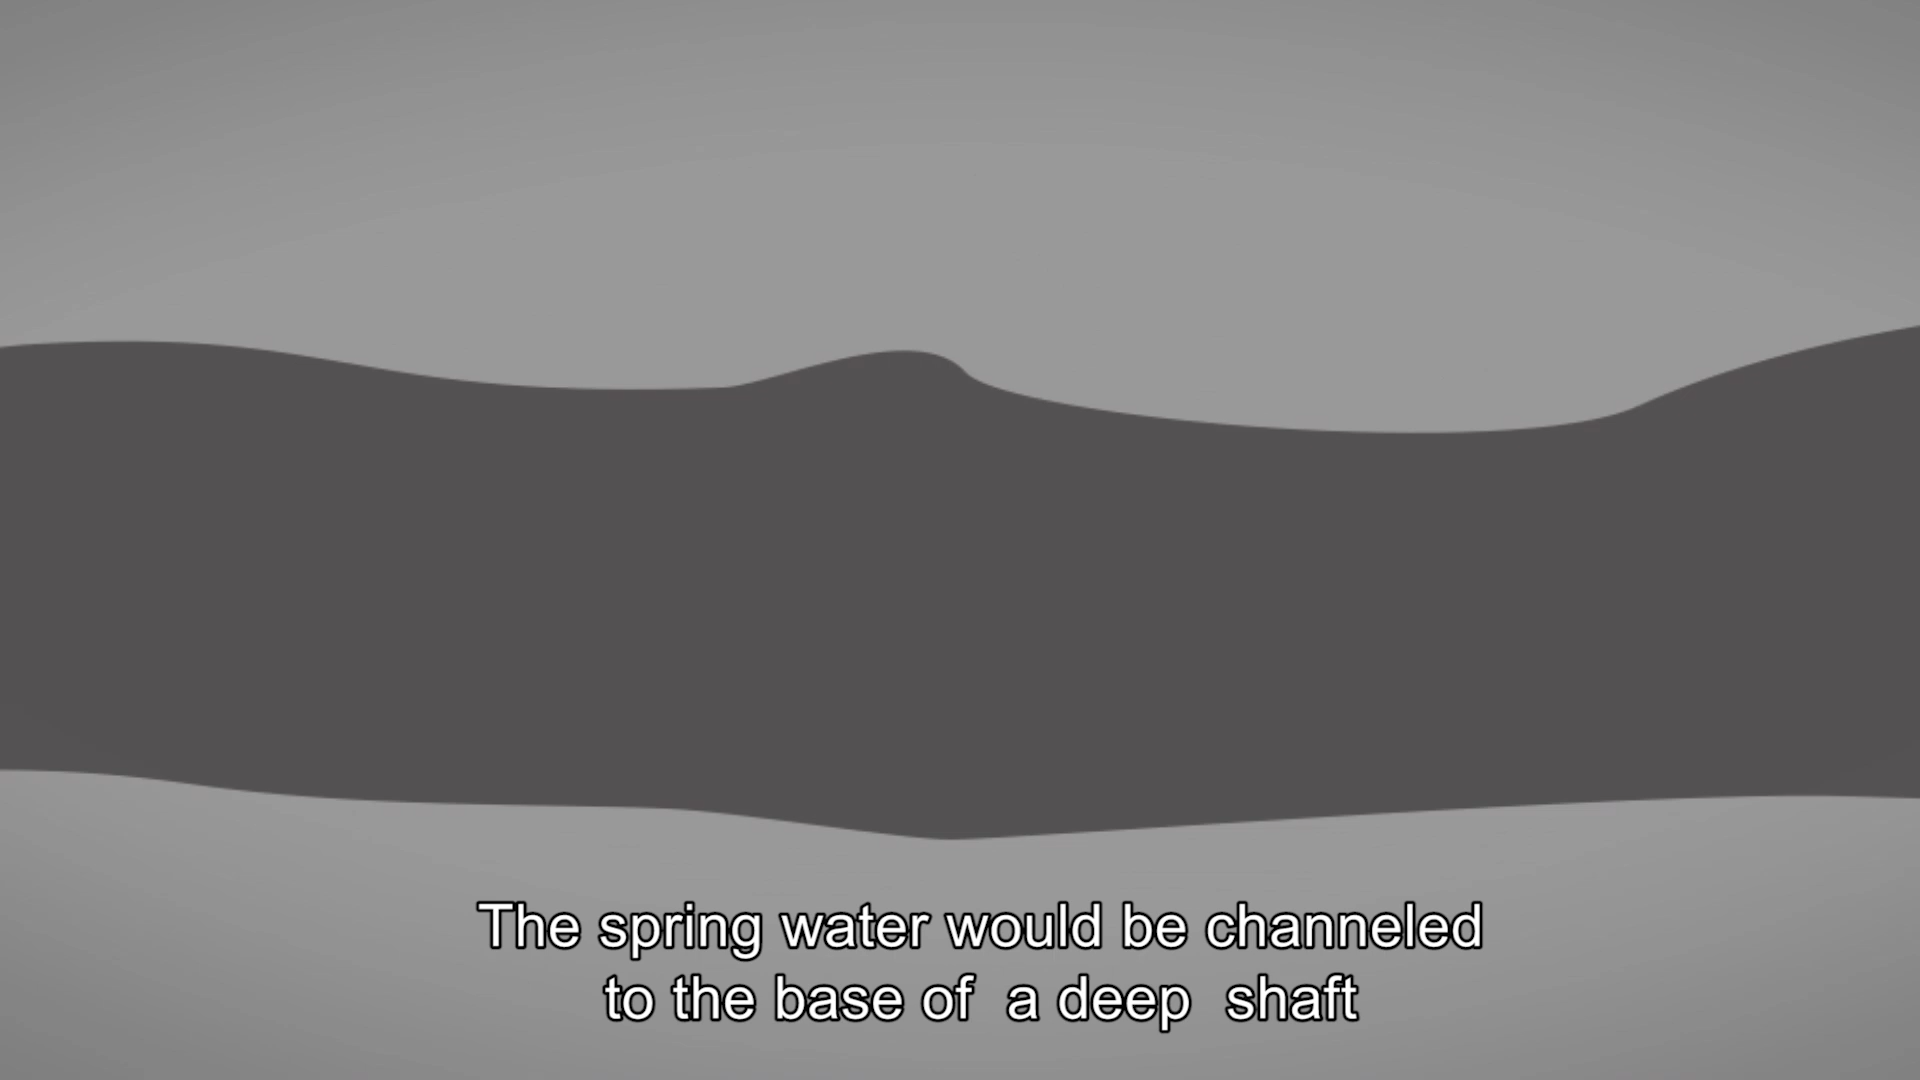 The spring water would be channeled
to the base of  a deep  shaft